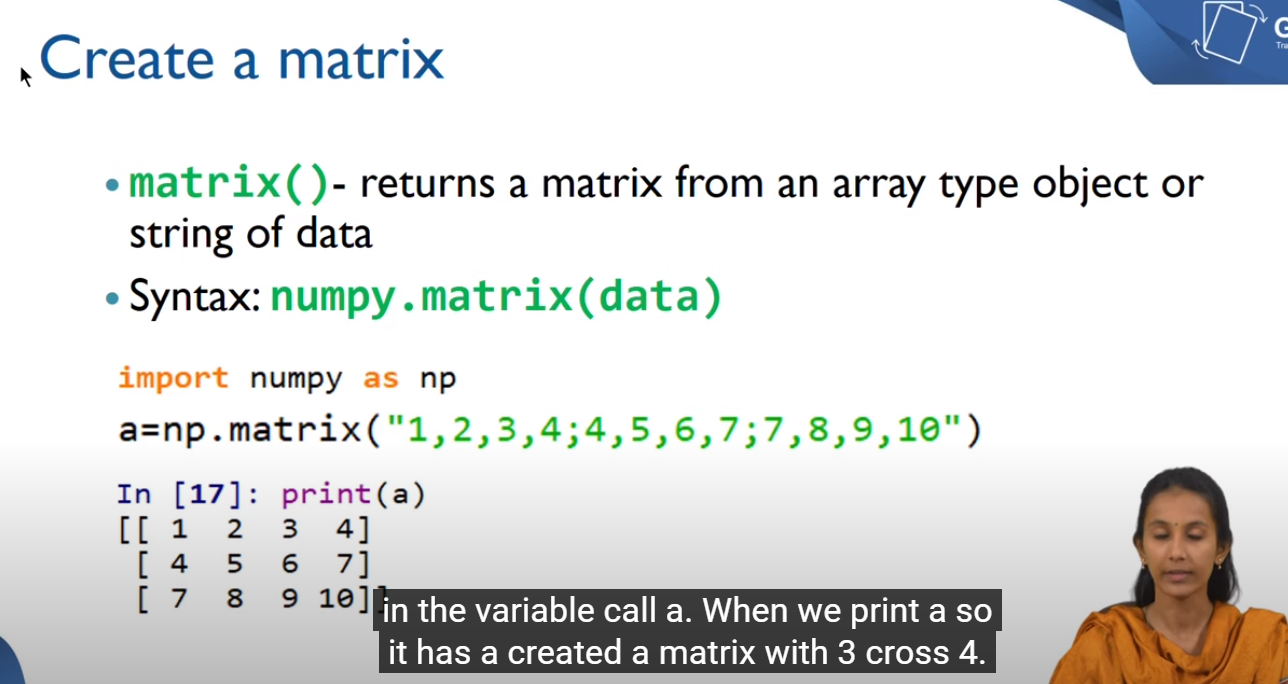 Create a matrix
G
Tra
• matrix()- returns a matrix from an array type object or
string of data
• Syntax: numpy.matrix(data)
import numpy as np
a=np.matrix("1,2,3,4;4,5,6,7;7,8,9,10")
In [17]: print(a)
[[ 1 2 3 4]
[ 4 5 6 7]
[ 7 8 9 10]]
in the variable call a. When we print a so
it has a created a matrix with 3 cross 4.